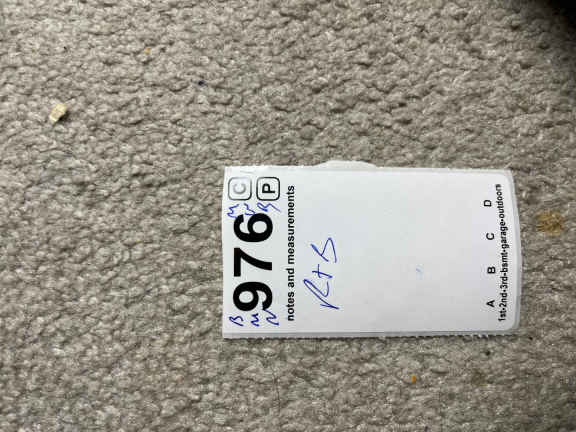 976 C P
notes and measurements
R+B
A B C D
1st-2nd-3rd-bsmt-garage-outdoors